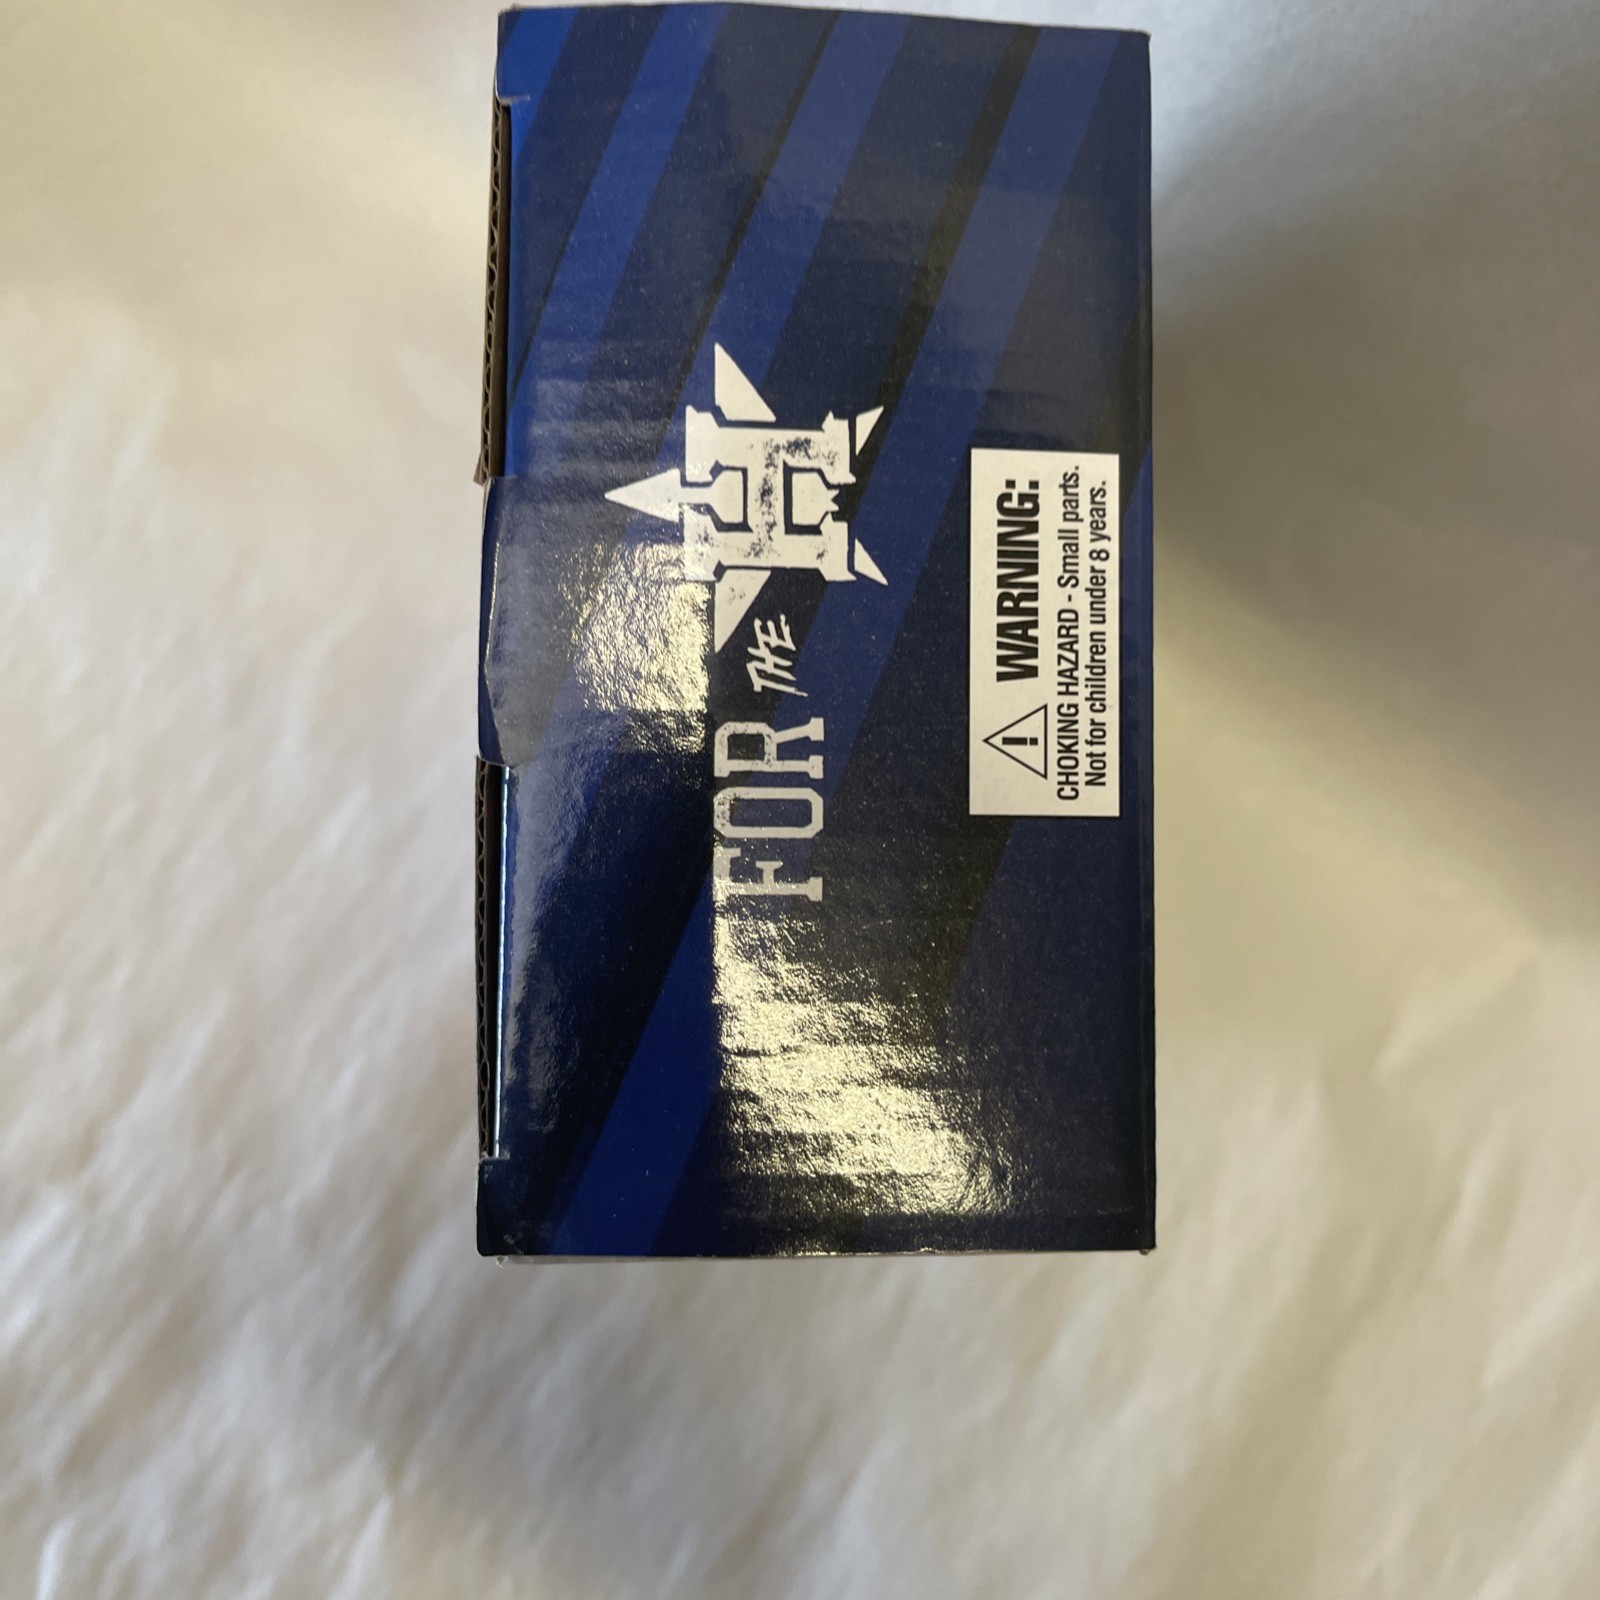 FOR THE H
WARNING:
CHOKING HAZARD - Small parts.
Not for children under 8 years.